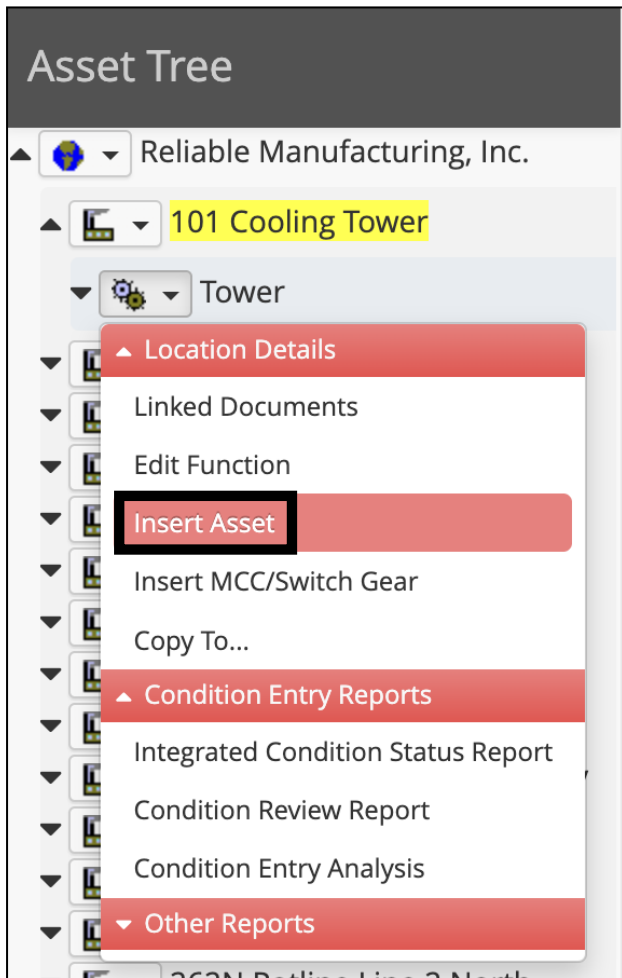 Asset Tree
Reliable Manufacturing, Inc.
101 Cooling Tower
Tower
Location Details
Linked Documents
Edit Function
Insert Asset
Insert MCC/Switch Gear
Copy To...
Condition Entry Reports
Integrated Condition Status Report
Condition Review Report
Condition Entry Analysis
Other Reports